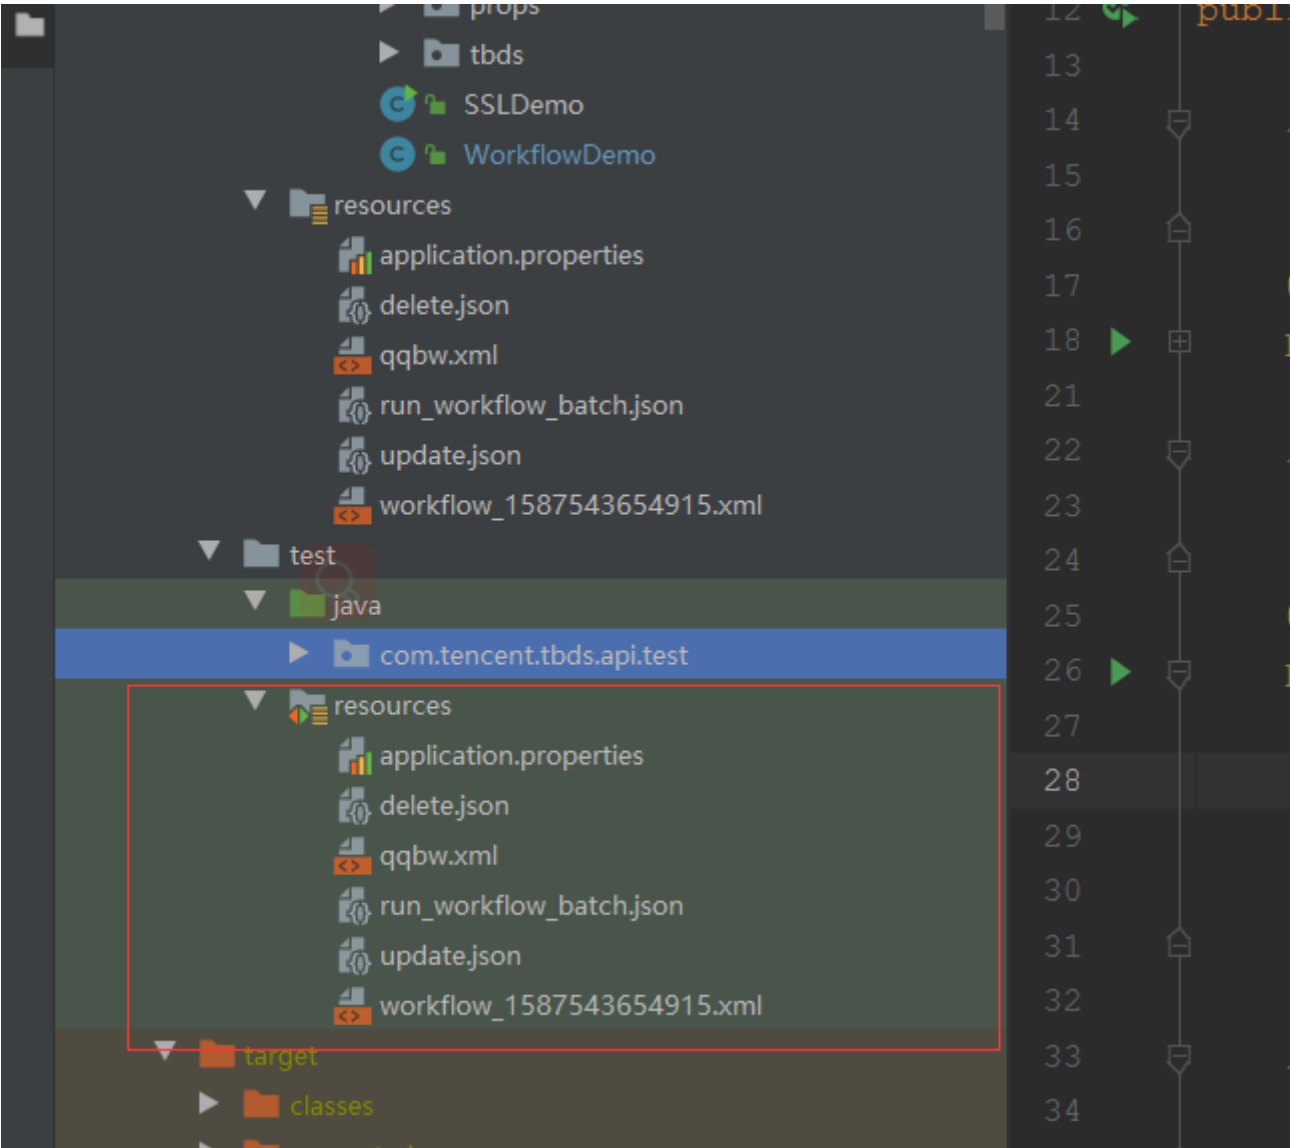 props
tbds
SSLDemo
WorkflowDemo
resources
application.properties
delete.json
qqbw.xml
run_workflow_batch.json
update.json
workflow_1587543654915.xml
test
java
com.tencent.tbds.api.test
resources
application.properties
delete.json
qqbw.xml
run_workflow_batch.json
update.json
workflow_1587543654915.xml
target
classes
12 publ
13
14
15
16
17
18
21
22
23
24
25
26
27
28
29
30
31
32
33
34